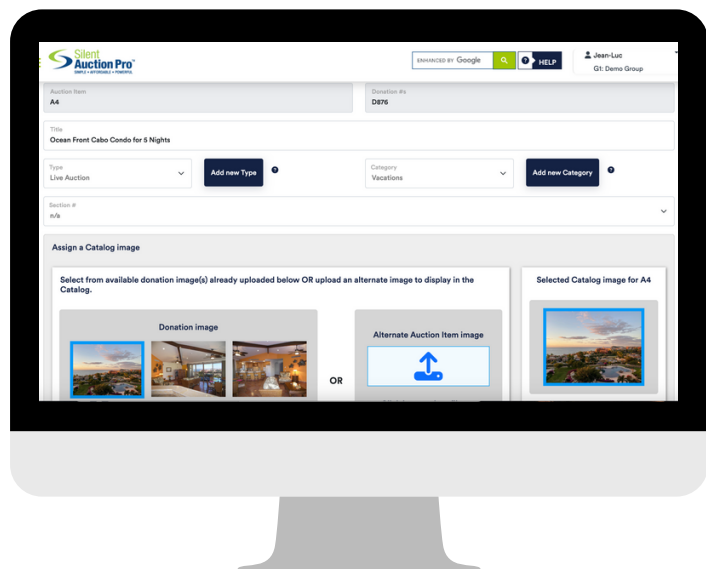 Silent
Auction Pro™
SIMPLE • AFFORDABLE • POWERFUL
ENHANCED BY Google
? HELP
Jean-Luc
G1: Demo Group
Auction Item
A4
Donation #s
D876
Title
Ocean Front Cabo Condo for 5 Nights
Type
Live Auction
Add new Type
?
Category
Vacations
Add new Category
?
Section #
n/a
Assign a Catalog image
Select from available donation image(s) already uploaded below OR upload an alternate image to display in the
Catalog.
Selected Catalog image for A4
Donation image
OR
Alternate Auction Item image